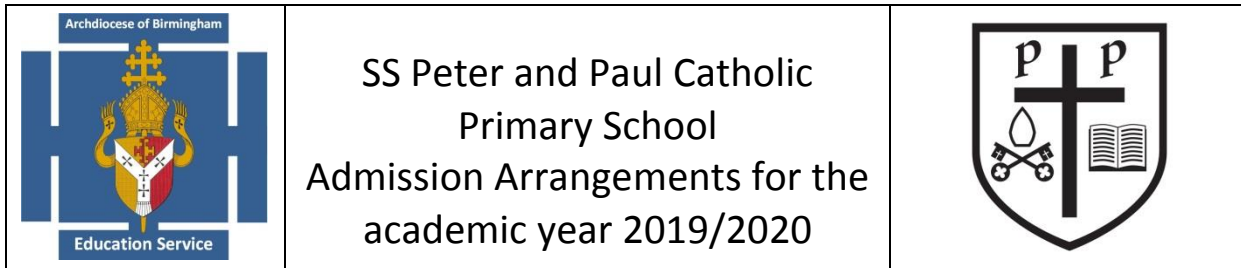 Archdiocese of Birmingham
Education Service
SS Peter and Paul Catholic
Primary School
Admission Arrangements for the
academic year 2019/2020
P P